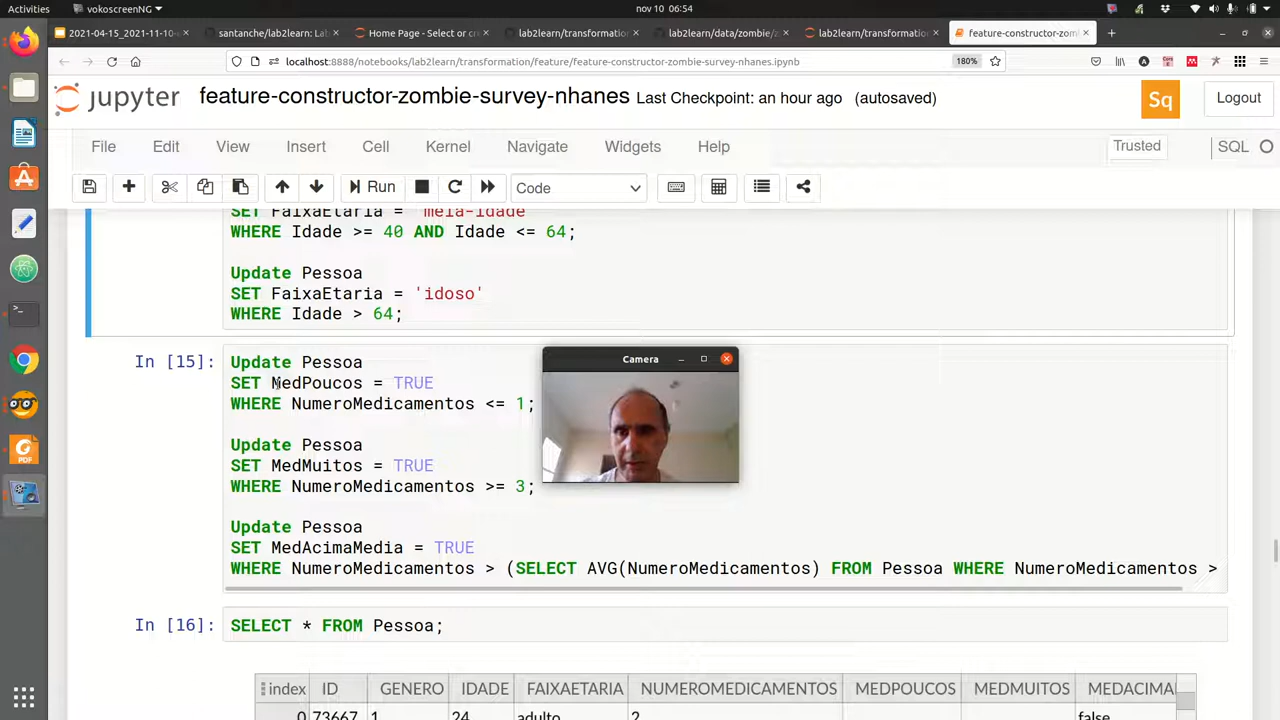 Activities
vokoscreenNG
nov 10 06:54
2021-04-15_2021-11-10-
santanche/lab2learn: La
Home Page - Select or cr
lab2learn/transformation
lab2learn/data/zombie/z
lab2learn/transformation
feature-constructor-zom
localhost:8888/notebooks/lab2learn/transformation/feature/feature-constructor-zombie-survey-nhanes.ipynb
180%
jupyter
feature-constructor-zombie-survey-nhanes
Last Checkpoint: an hour ago
(autosaved)
Sq
Logout
File
Edit
View
Insert
Cell
Kernel
Navigate
Widgets
Help
Trusted
SQL
Run
Code
SET FaixaEtaria = 'meia-idade'
WHERE Idade >= 40 AND Idade <= 64;
Update Pessoa
SET FaixaEtaria = 'idoso'
WHERE Idade > 64;
In [15]:
Update Pessoa
SET MedPoucos = TRUE
WHERE NumeroMedicamentos <= 1;
Update Pessoa
SET MedMuitos = TRUE
WHERE NumeroMedicamentos >= 3;
Update Pessoa
SET MedAcimaMedia = TRUE
WHERE NumeroMedicamentos > (SELECT AVG(NumeroMedicamentos) FROM Pessoa WHERE NumeroMedicamentos >
Camera
In [16]:
SELECT * FROM Pessoa;
index ID GENERO IDADE FAIXAETARIA NUMEROMEDICAMENTOS MEDPOUCOS MEDMUITOS MEDACIMA
0 73667 1 24 adulto 2 false